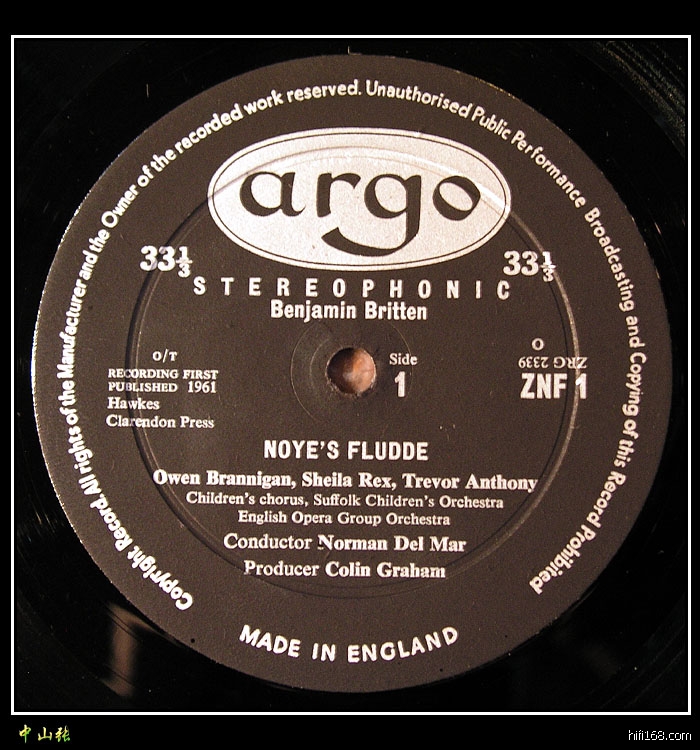 Copyright Record. All rights of the Manufacturer and the Owner of the recorded work reserved. Unauthorised Public Performance Broadcasting and Copying of this Record Prohibited
argo
33⅓
33⅓
STEREOPHONIC
Benjamin Britten
O/T
RECORDING FIRST
PUBLISHED 1961
Hawkes
Clarendon Press
Side
1
O
ZRG 2339
ZNF 1
NOYE'S FLUDDE
Owen Brannigan, Sheila Rex, Trevor Anthony
Children's chorus, Suffolk Children's Orchestra
English Opera Group Orchestra
Conductor Norman Del Mar
Producer Colin Graham
MADE IN ENGLAND
中山张
hifi168.com